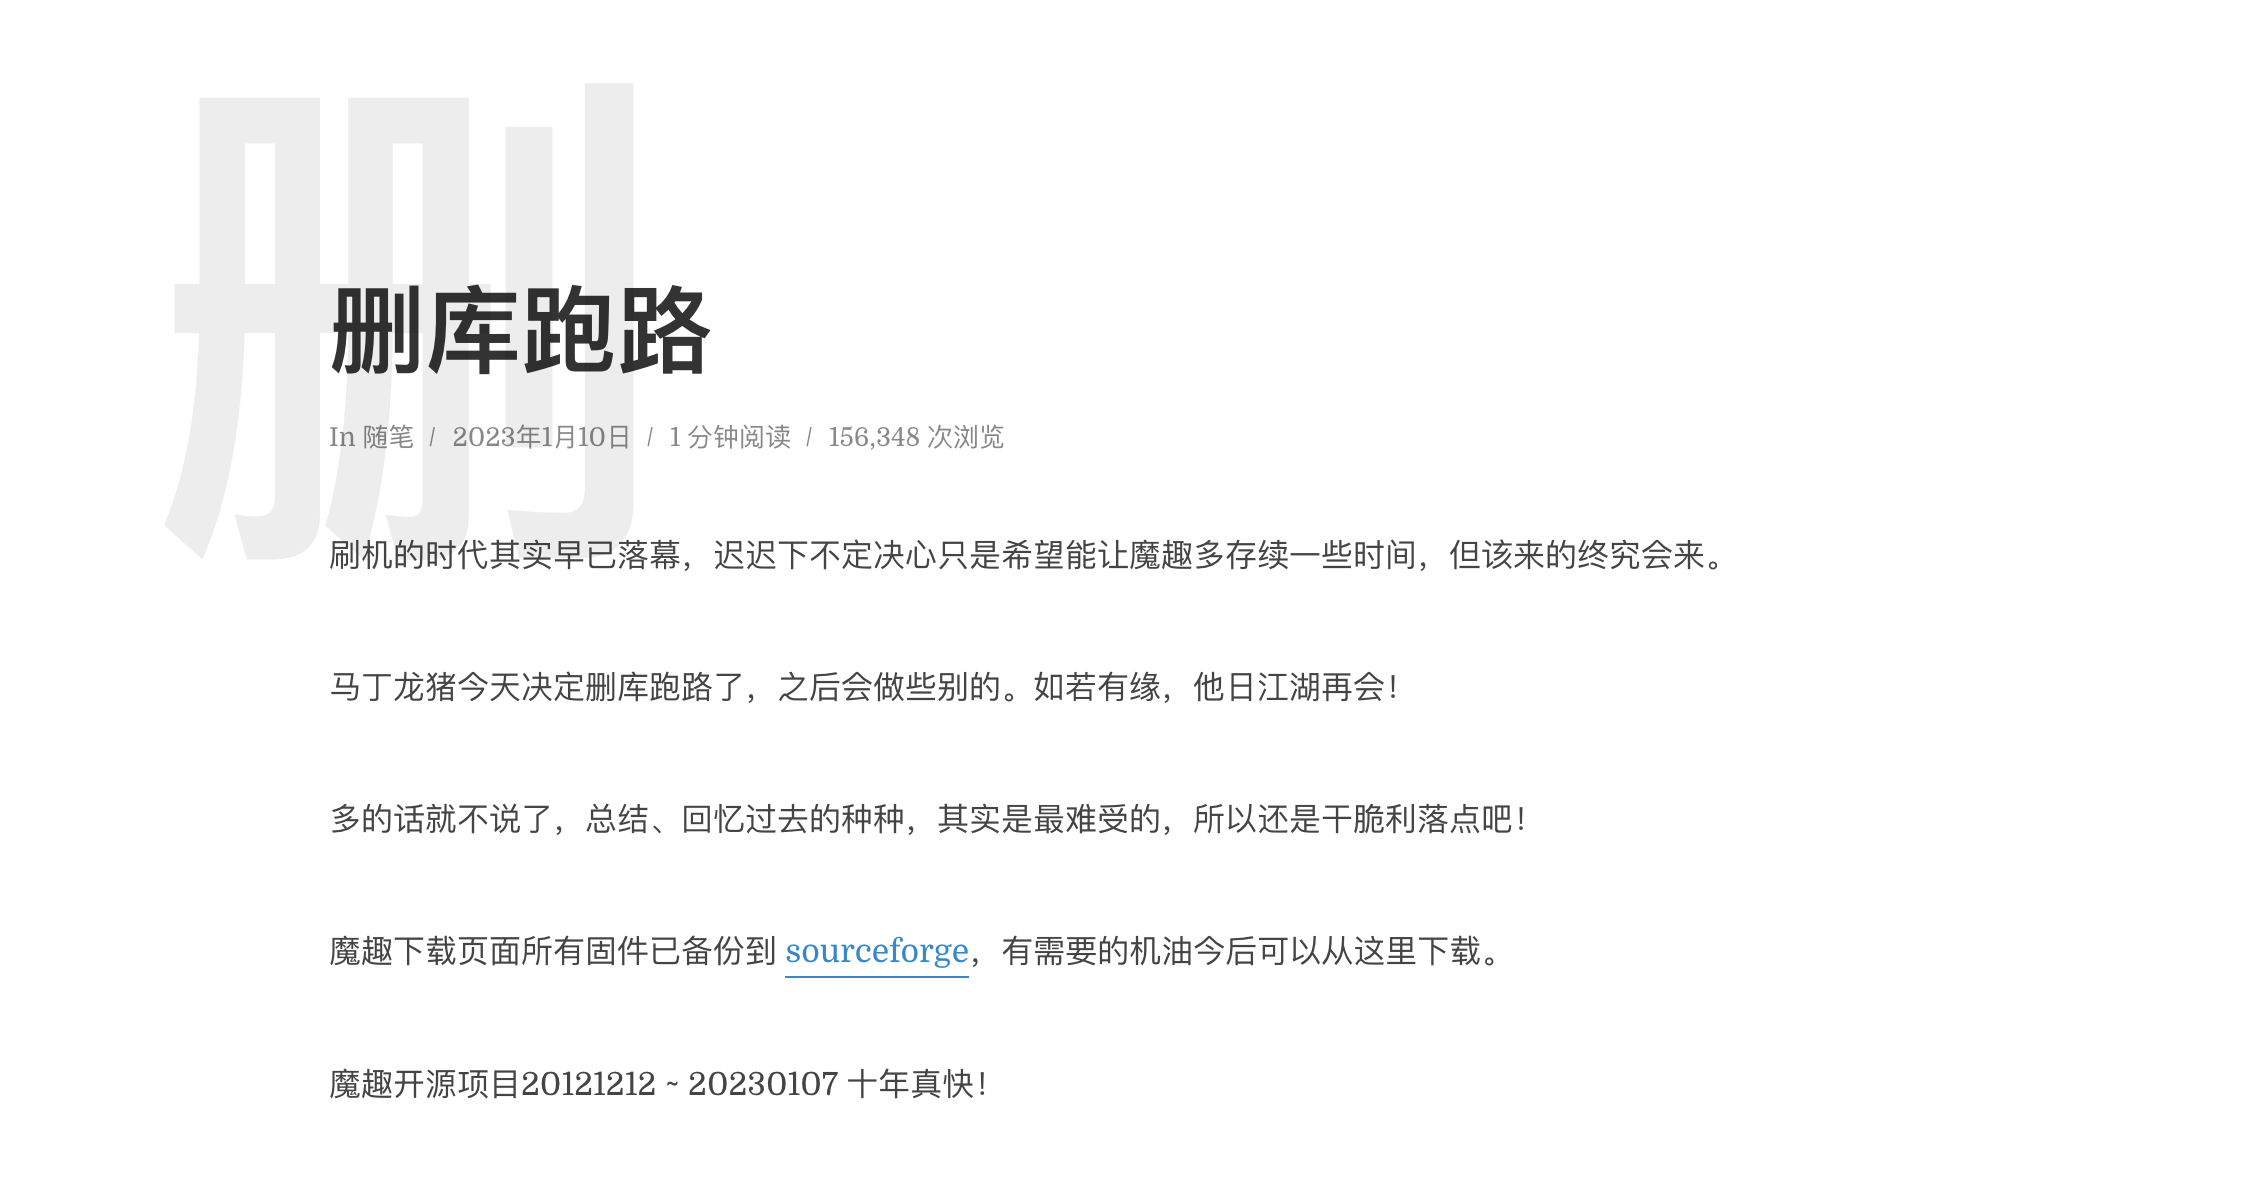 删
删库跑路
In 随笔 / 2023年1月10日 / 1 分钟阅读 / 156,348 次浏览
刷机的时代其实早已落幕，迟迟下不定决心只是希望能让魔趣多存续一些时间，但该来的终究会来。
马丁龙猪今天决定删库跑路了，之后会做些别的。如若有缘，他日江湖再会！
多的话就不说了，总结、回忆过去的种种，其实是最难受的，所以还是干脆利落点吧！
魔趣下载页面所有固件已备份到 sourceforge，有需要的机油今后可以从这里下载。
魔趣开源项目20121212 ~ 20230107 十年真快！